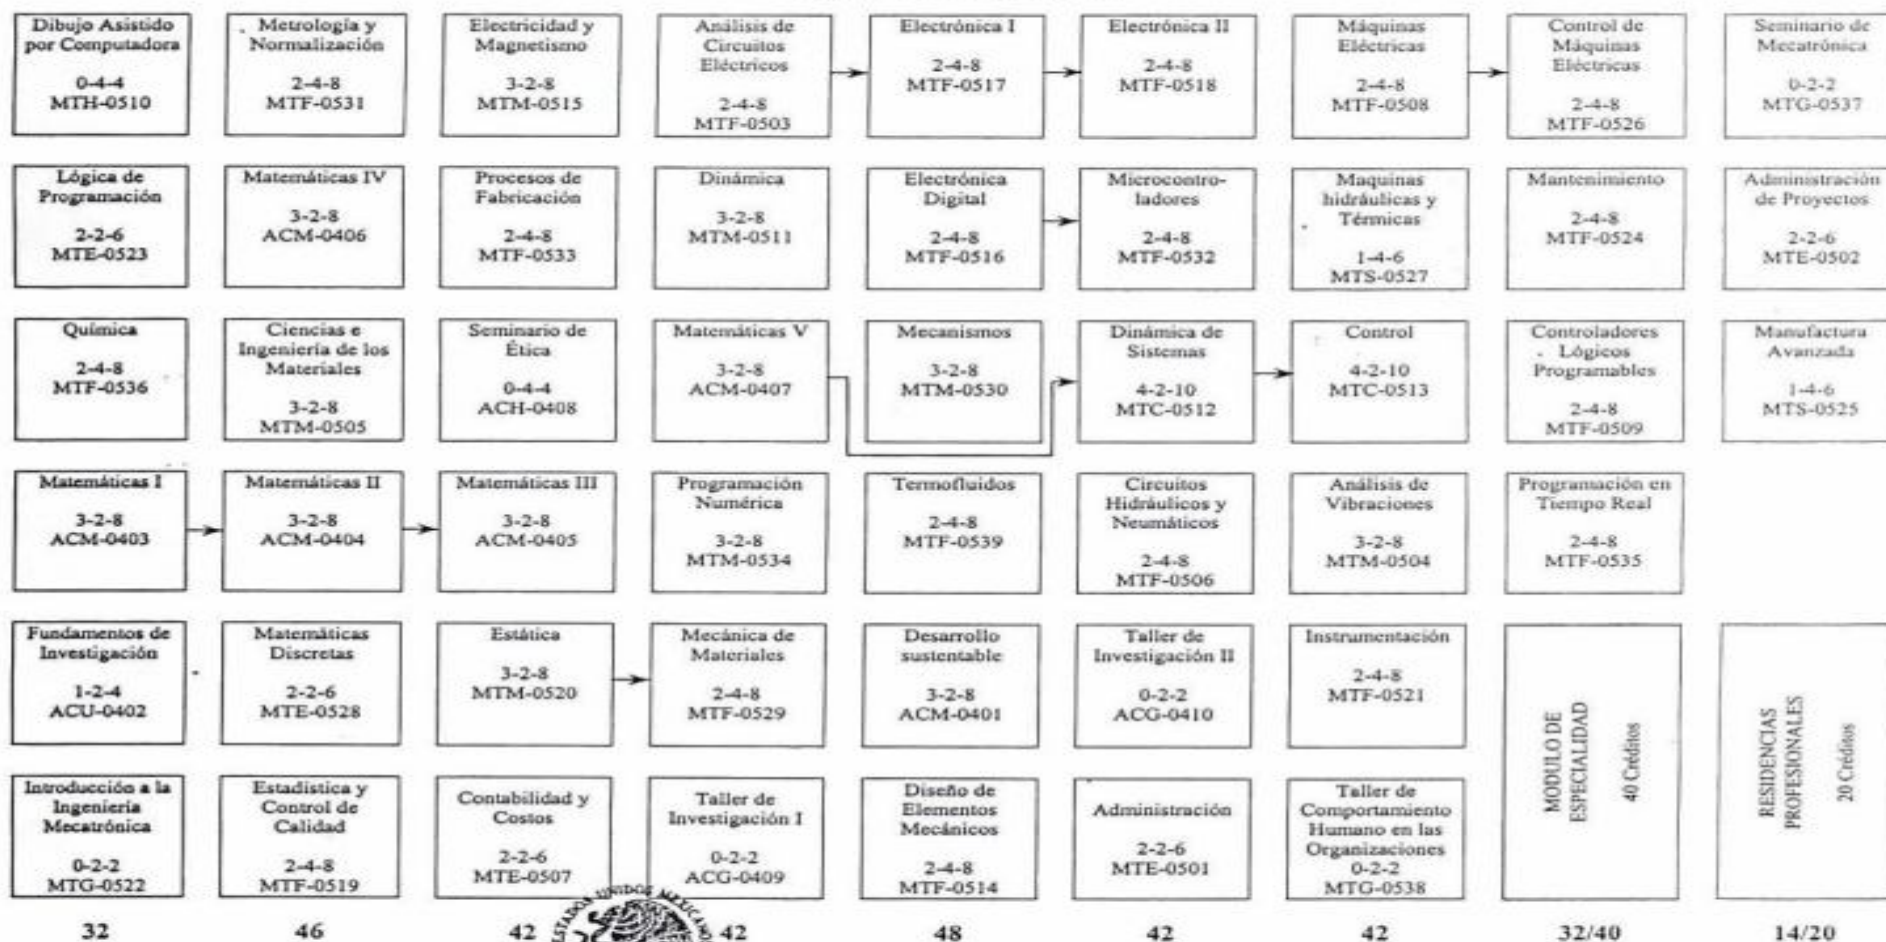 Dibujo Asistido
por Computadora
0-4-4
MTH-0510
Metrología y
Normalización
2-4-8
MTF-0531
Electricidad y
Magnetismo
3-2-8
MTM-0515
Análisis de
Circuitos
Eléctricos
2-4-8
MTF-0503
Electrónica I
2-4-8
MTF-0517
Electrónica II
2-4-8
MTF-0518
Máquinas
Eléctricas
2-4-8
MTF-0508
Control de
Máquinas
Eléctricas
2-4-8
MTF-0526
Seminario de
Mecatrónica
0-2-2
MTG-0537
Lógica de
Programación
2-2-6
MTE-0523
Matemáticas IV
3-2-8
ACM-0406
Procesos de
Fabricación
2-4-8
MTF-0533
Dinámica
3-2-8
MTM-0511
Electrónica
Digital
2-4-8
MTF-0516
Microcontro-
ladores
2-4-8
MTF-0532
Maquinas
hidráulicas y
Térmicas
1-4-6
MTS-0527
Mantenimiento
2-4-8
MTF-0524
Administración
de Proyectos
2-2-6
MTE-0502
Química
2-4-8
MTF-0536
Ciencias e
Ingeniería de los
Materiales
3-2-8
MTM-0505
Seminario de
Ética
0-4-4
ACH-0408
Matemáticas V
3-2-8
ACM-0407
Mecanismos
3-2-8
MTM-0530
Dinámica de
Sistemas
4-2-10
MTC-0512
Control
4-2-10
MTC-0513
Controladores
Lógicos
Programables
2-4-8
MTF-0509
Manufactura
Avanzada
1-4-6
MTS-0525
Matemáticas I
3-2-8
ACM-0403
Matemáticas II
3-2-8
ACM-0404
Matemáticas III
3-2-8
ACM-0405
Programación
Numérica
3-2-8
MTM-0534
Termofluidos
2-4-8
MTF-0539
Circuitos
Hidráulicos y
Neumáticos
2-4-8
MTF-0506
Análisis de
Vibraciones
3-2-8
MTM-0504
Programación en
Tiempo Real
2-4-8
MTF-0535
Fundamentos de
Investigación
1-2-4
ACU-0402
Matemáticas
Discretas
2-2-6
MTE-0528
Estática
3-2-8
MTM-0520
Mecánica de
Materiales
2-4-8
MTF-0529
Desarrollo
sustentable
3-2-8
ACM-0401
Taller de
Investigación II
0-2-2
ACG-0410
Instrumentación
2-4-8
MTF-0521
MODULO DE
ESPECIALIDAD
40 Créditos
RESIDENCIAS
PROFESIONALES
20 Créditos
Introducción a la
Ingeniería
Mecatrónica
0-2-2
MTG-0522
Estadística y
Control de
Calidad
2-4-8
MTF-0519
Contabilidad y
Costos
2-2-6
MTE-0507
Taller de
Investigación I
0-2-2
ACG-0409
Diseño de
Elementos
Mecánicos
2-4-8
MTF-0514
Administración
2-2-6
MTE-0501
Taller de
Comportamiento
Humano en las
Organizaciones
0-2-2
MTG-0538
ESTADOS UNIDOS MEXICANOS
32
46
42
42
48
42
42
32/40
14/20